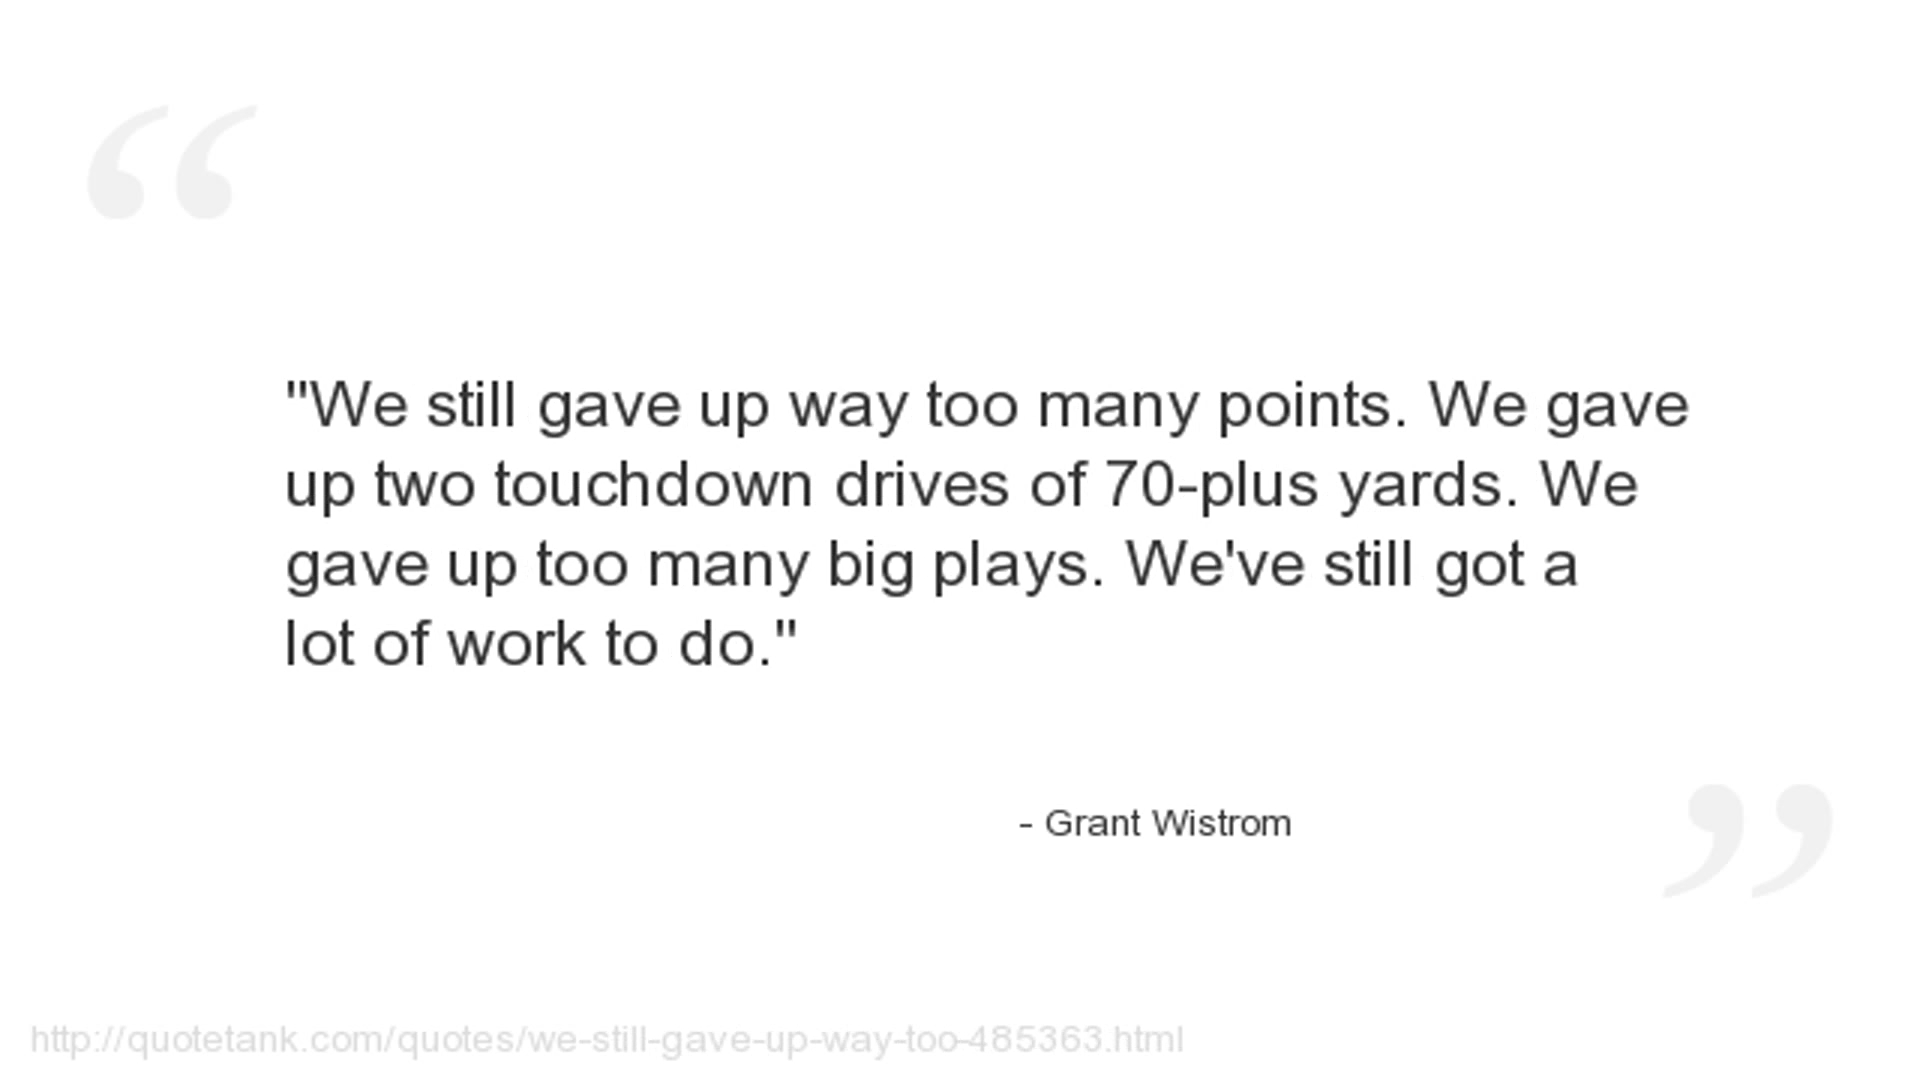 "We still gave up way too many points. We gave
up two touchdown drives of 70-plus yards. We
gave up too many big plays. We've still got a
lot of work to do."
- Grant Wistrom
http://quotetank.com/quotes/we-still-gave-up-way-too-485363.html